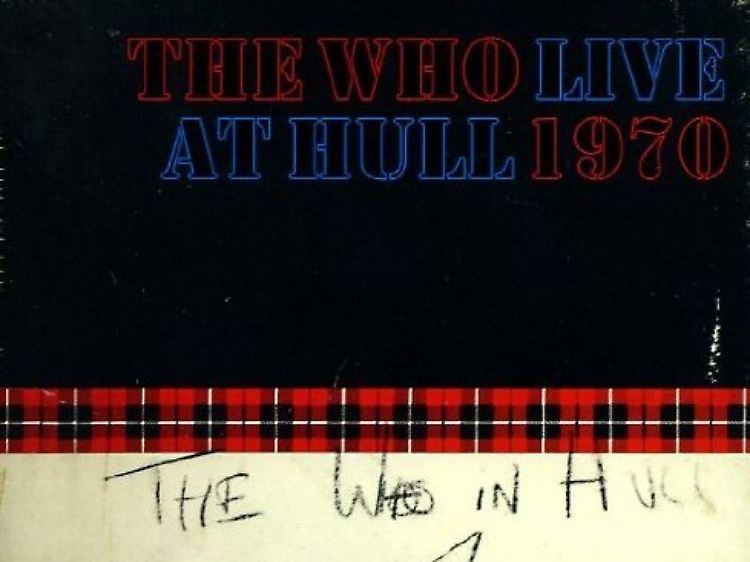 THE WHO LIVE
AT HULL 1970
THE WHO IN HULL